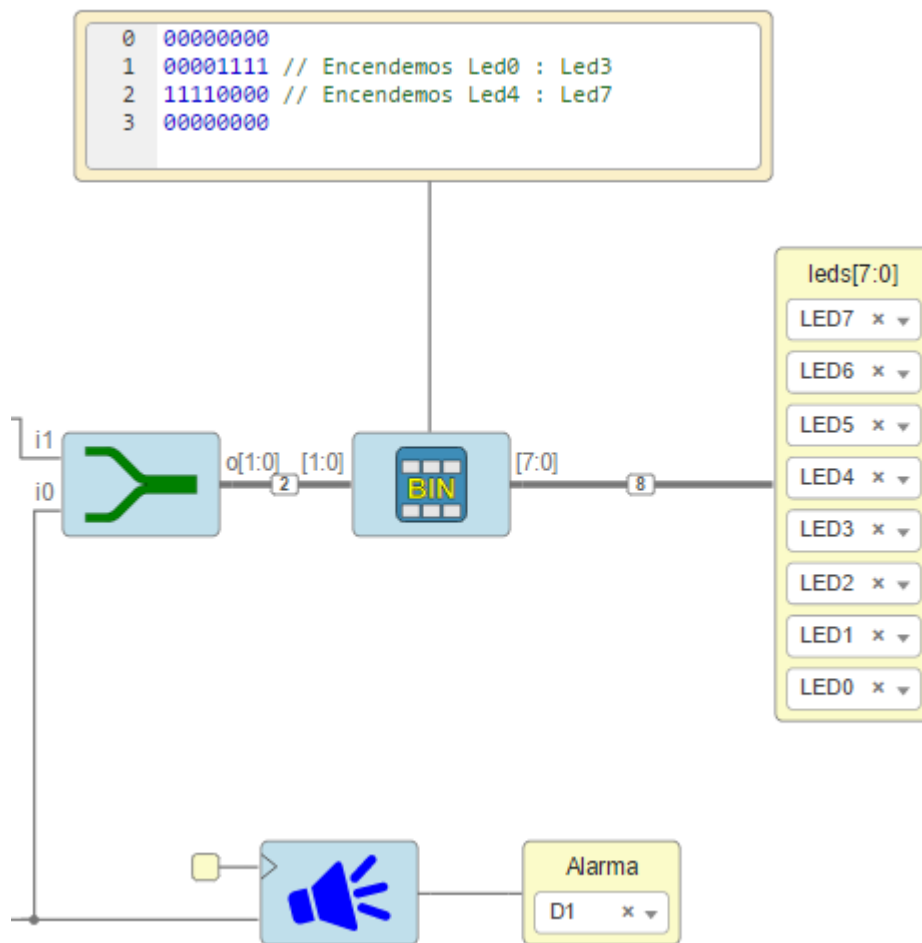 0 00000000
1 00001111 // Encendemos Led0 : Led3
2 11110000 // Encendemos Led4 : Led7
3 00000000
leds[7:0]
LED7 ×
LED6 ×
LED5 ×
LED4 ×
LED3 ×
LED2 ×
LED1 ×
LED0 ×
i1
i0
o[1:0] 2 [1:0]
BIN
[7:0] 8
Alarma
D1 ×